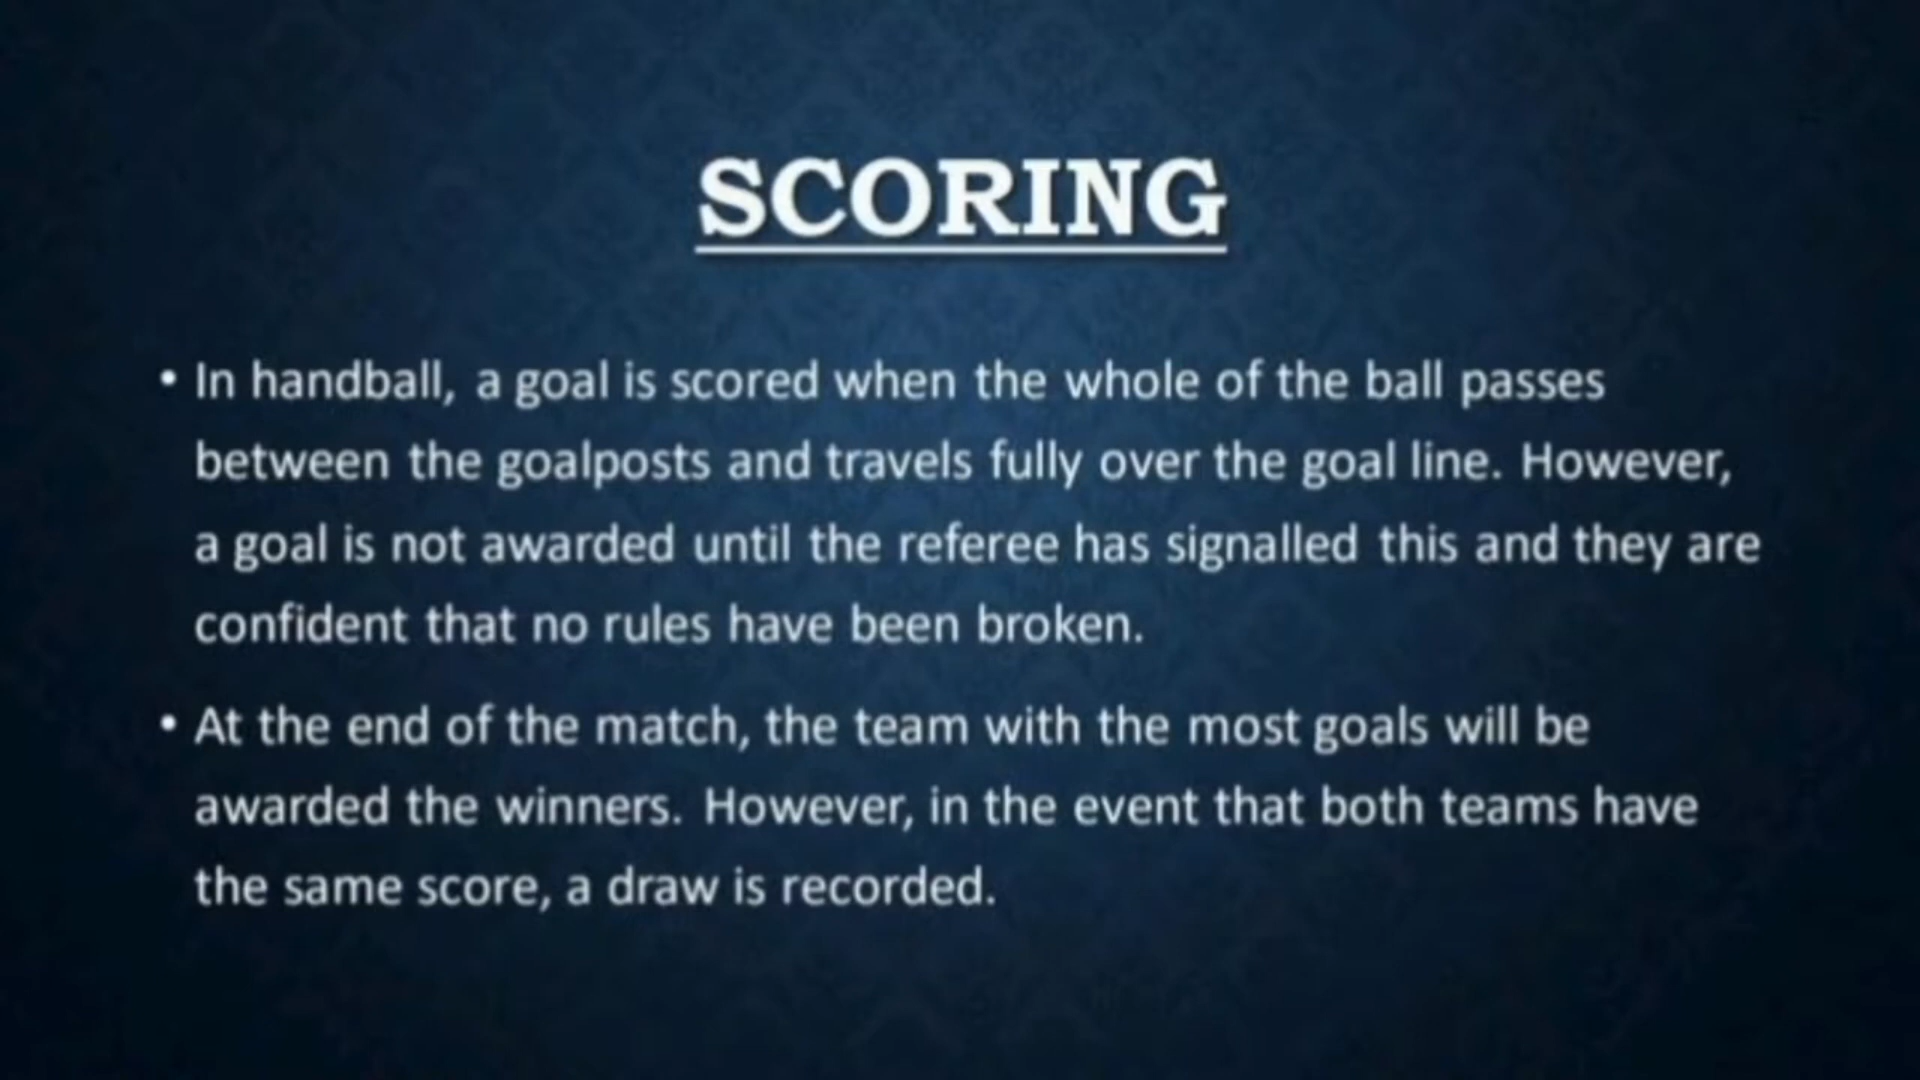 SCORING
• In handball, a goal is scored when the whole of the ball passes
between the goalposts and travels fully over the goal line. However,
a goal is not awarded until the referee has signalled this and they are
confident that no rules have been broken.
• At the end of the match, the team with the most goals will be
awarded the winners. However, in the event that both teams have
the same score, a draw is recorded.